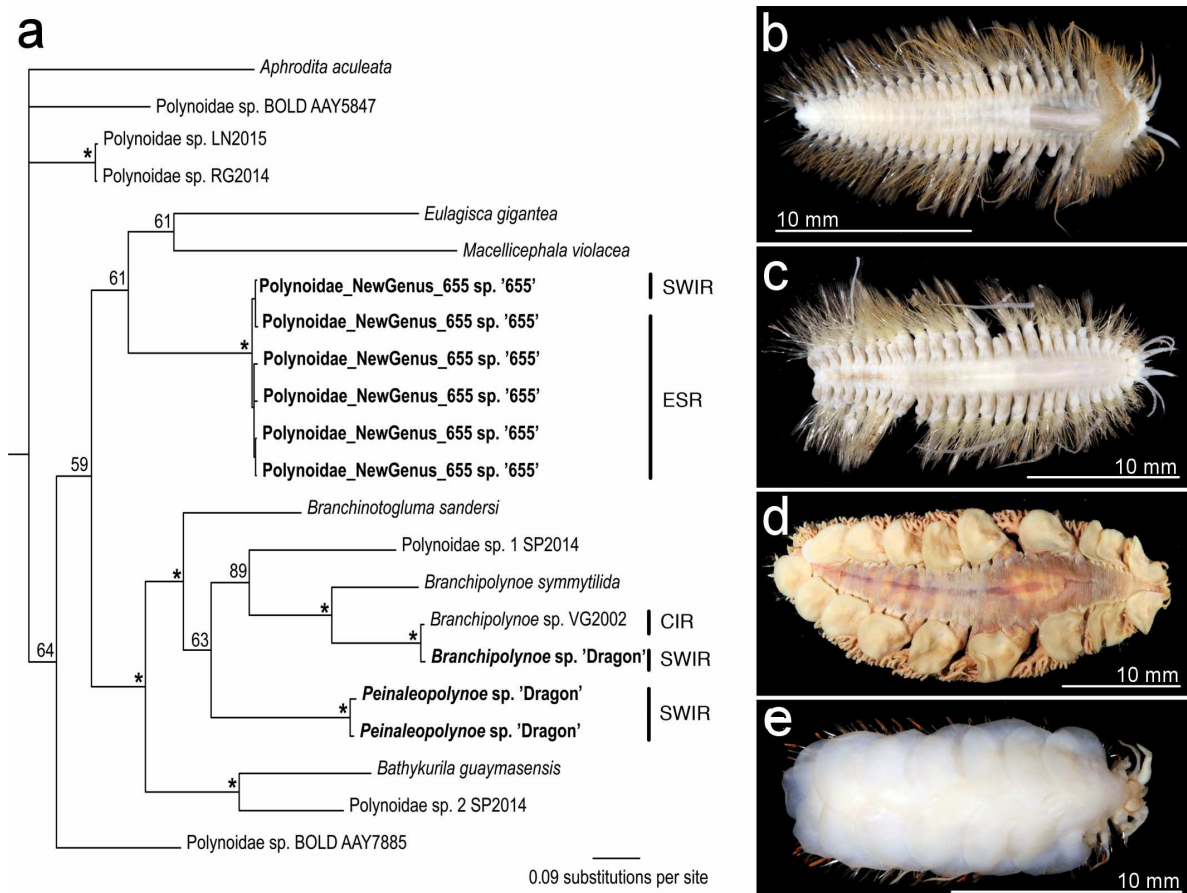 a
Aphrodita aculeata
Polynoidae sp. BOLD AAY5847
Polynoidae sp. LN2015
*
Polynoidae sp. RG2014
61
Eulagisca gigantea
Macellicephala violacea
61
Polynoidae_NewGenus_655 sp. '655'
SWIR
Polynoidae_NewGenus_655 sp. '655'
*
Polynoidae_NewGenus_655 sp. '655'
Polynoidae_NewGenus_655 sp. '655'
ESR
Polynoidae_NewGenus_655 sp. '655'
Polynoidae_NewGenus_655 sp. '655'
59
Branchinotogluma sandersi
Polynoidae sp. 1 SP2014
*
89
Branchipolynoe symmytilida
*
Branchipolynoe sp. VG2002
CIR
*
63
Branchipolynoe sp. 'Dragon'
SWIR
64
*
Peinaleopolynoe sp. 'Dragon'
*
SWIR
Peinaleopolynoe sp. 'Dragon'
Bathykurila guaymasensis
*
Polynoidae sp. 2 SP2014
Polynoidae sp. BOLD AAY7885
0.09 substitutions per site
b
10 mm
c
10 mm
d
10 mm
e
10 mm